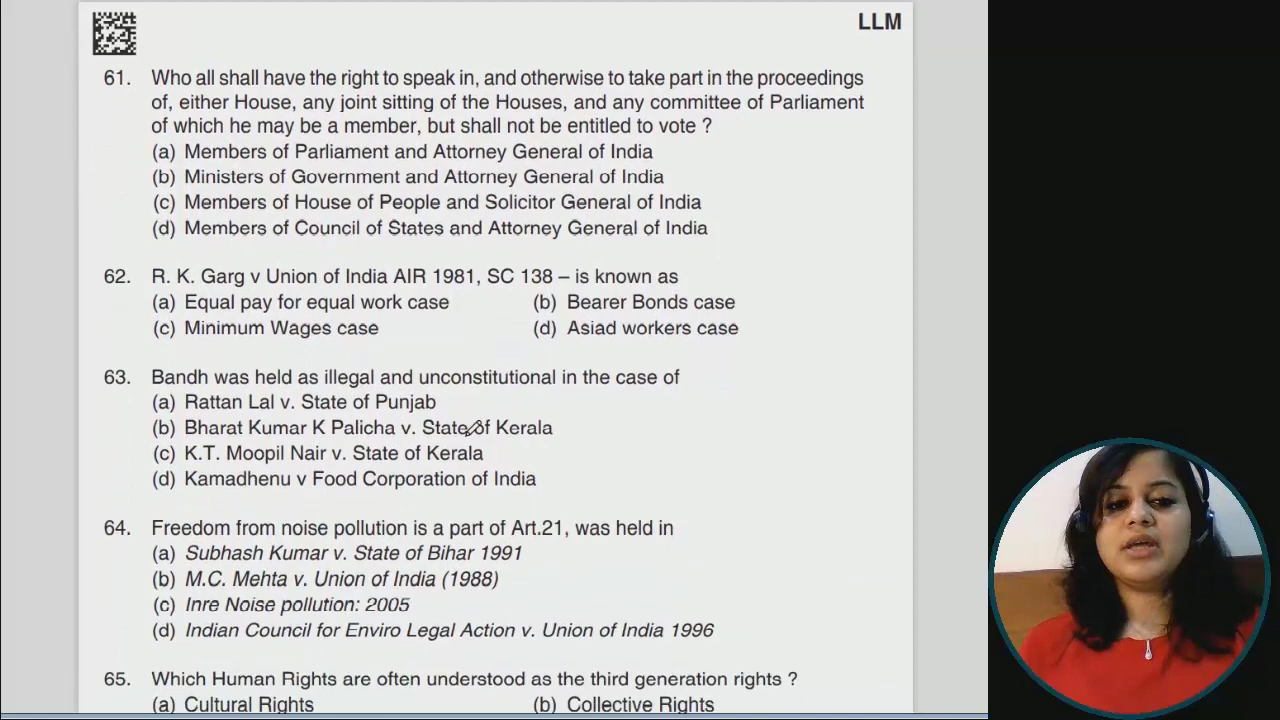 LLM
61. Who all shall have the right to speak in, and otherwise to take part in the proceedings
of, either House, any joint sitting of the Houses, and any committee of Parliament
of which he may be a member, but shall not be entitled to vote ?
(a) Members of Parliament and Attorney General of India
(b) Ministers of Government and Attorney General of India
(c) Members of House of People and Solicitor General of India
(d) Members of Council of States and Attorney General of India
62. R. K. Garg v Union of India AIR 1981, SC 138 – is known as
(a) Equal pay for equal work case (b) Bearer Bonds case
(c) Minimum Wages case (d) Asiad workers case
63. Bandh was held as illegal and unconstitutional in the case of
(a) Rattan Lal v. State of Punjab
(b) Bharat Kumar K Palicha v. State of Kerala
(c) K.T. Moopil Nair v. State of Kerala
(d) Kamadhenu v Food Corporation of India
64. Freedom from noise pollution is a part of Art.21, was held in
(a) Subhash Kumar v. State of Bihar 1991
(b) M.C. Mehta v. Union of India (1988)
(c) Inre Noise pollution: 2005
(d) Indian Council for Enviro Legal Action v. Union of India 1996
65. Which Human Rights are often understood as the third generation rights ?
(a) Cultural Rights (b) Collective Rights